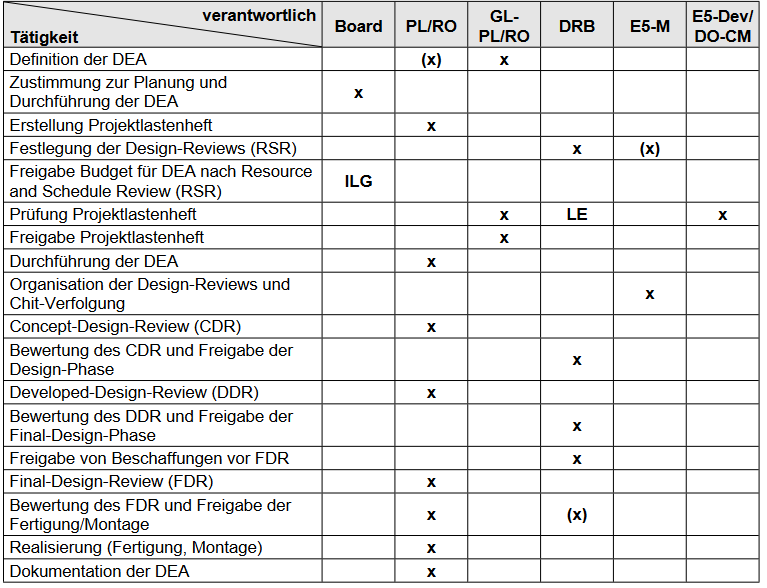 verantwortlich
Tätigkeit
Board
PL/RO
GL-
PL/RO
DRB
E5-M
E5-Dev/
DO-CM
Definition der DEA
(x)
x
Zustimmung zur Planung und
Durchführung der DEA
x
Erstellung Projektlastenheft
x
Festlegung der Design-Reviews (RSR)
x
(x)
Freigabe Budget für DEA nach Resource
and Schedule Review (RSR)
ILG
Prüfung Projektlastenheft
x
LE
x
Freigabe Projektlastenheft
x
Durchführung der DEA
x
Organisation der Design-Reviews und
Chit-Verfolgung
x
Concept-Design-Review (CDR)
x
Bewertung des CDR und Freigabe der
Design-Phase
x
Developed-Design-Review (DDR)
x
Bewertung des DDR und Freigabe der
Final-Design-Phase
x
Freigabe von Beschaffungen vor FDR
x
Final-Design-Review (FDR)
x
Bewertung des FDR und Freigabe der
Fertigung/Montage
x
(x)
Realisierung (Fertigung, Montage)
x
Dokumentation der DEA
x